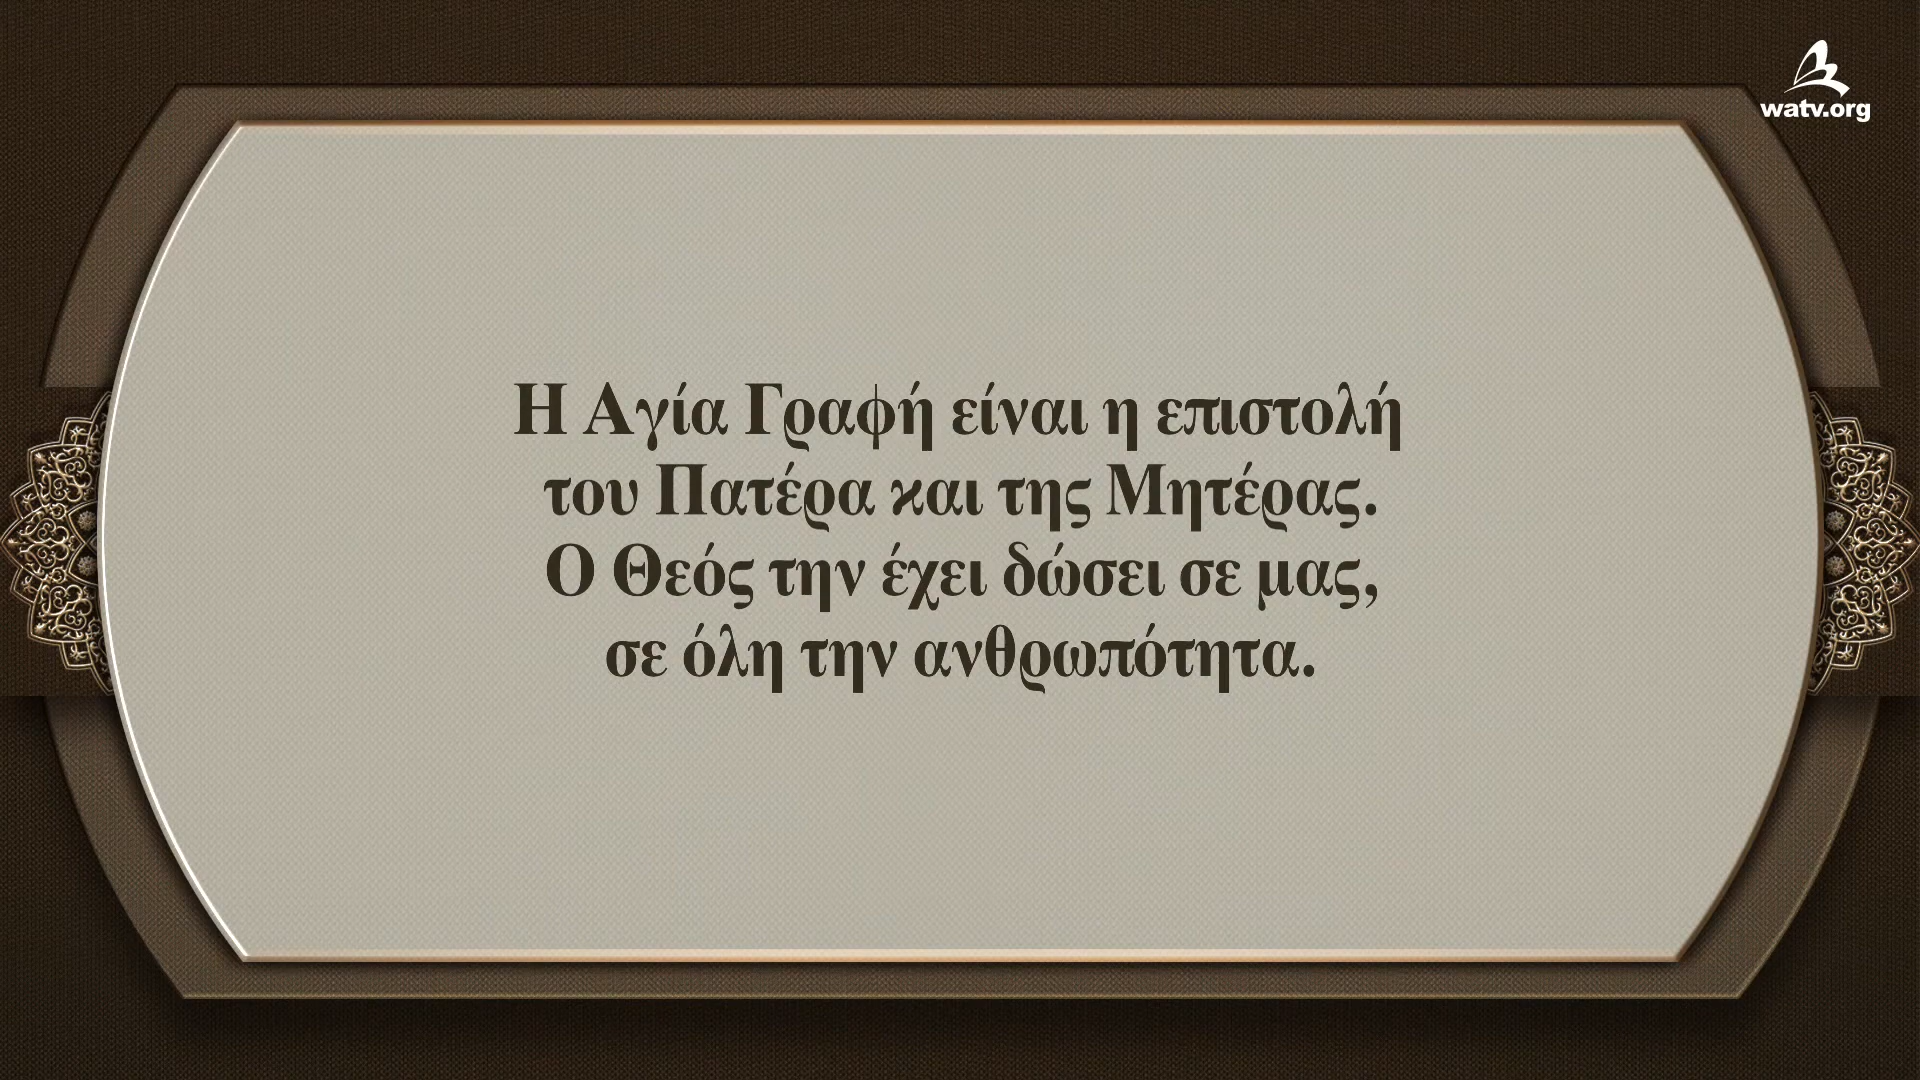 watv.org
Η Αγία Γραφή είναι η επιστολή
του Πατέρα και της Μητέρας.
Ο Θεός την έχει δώσει σε μας,
σε όλη την ανθρωπότητα.